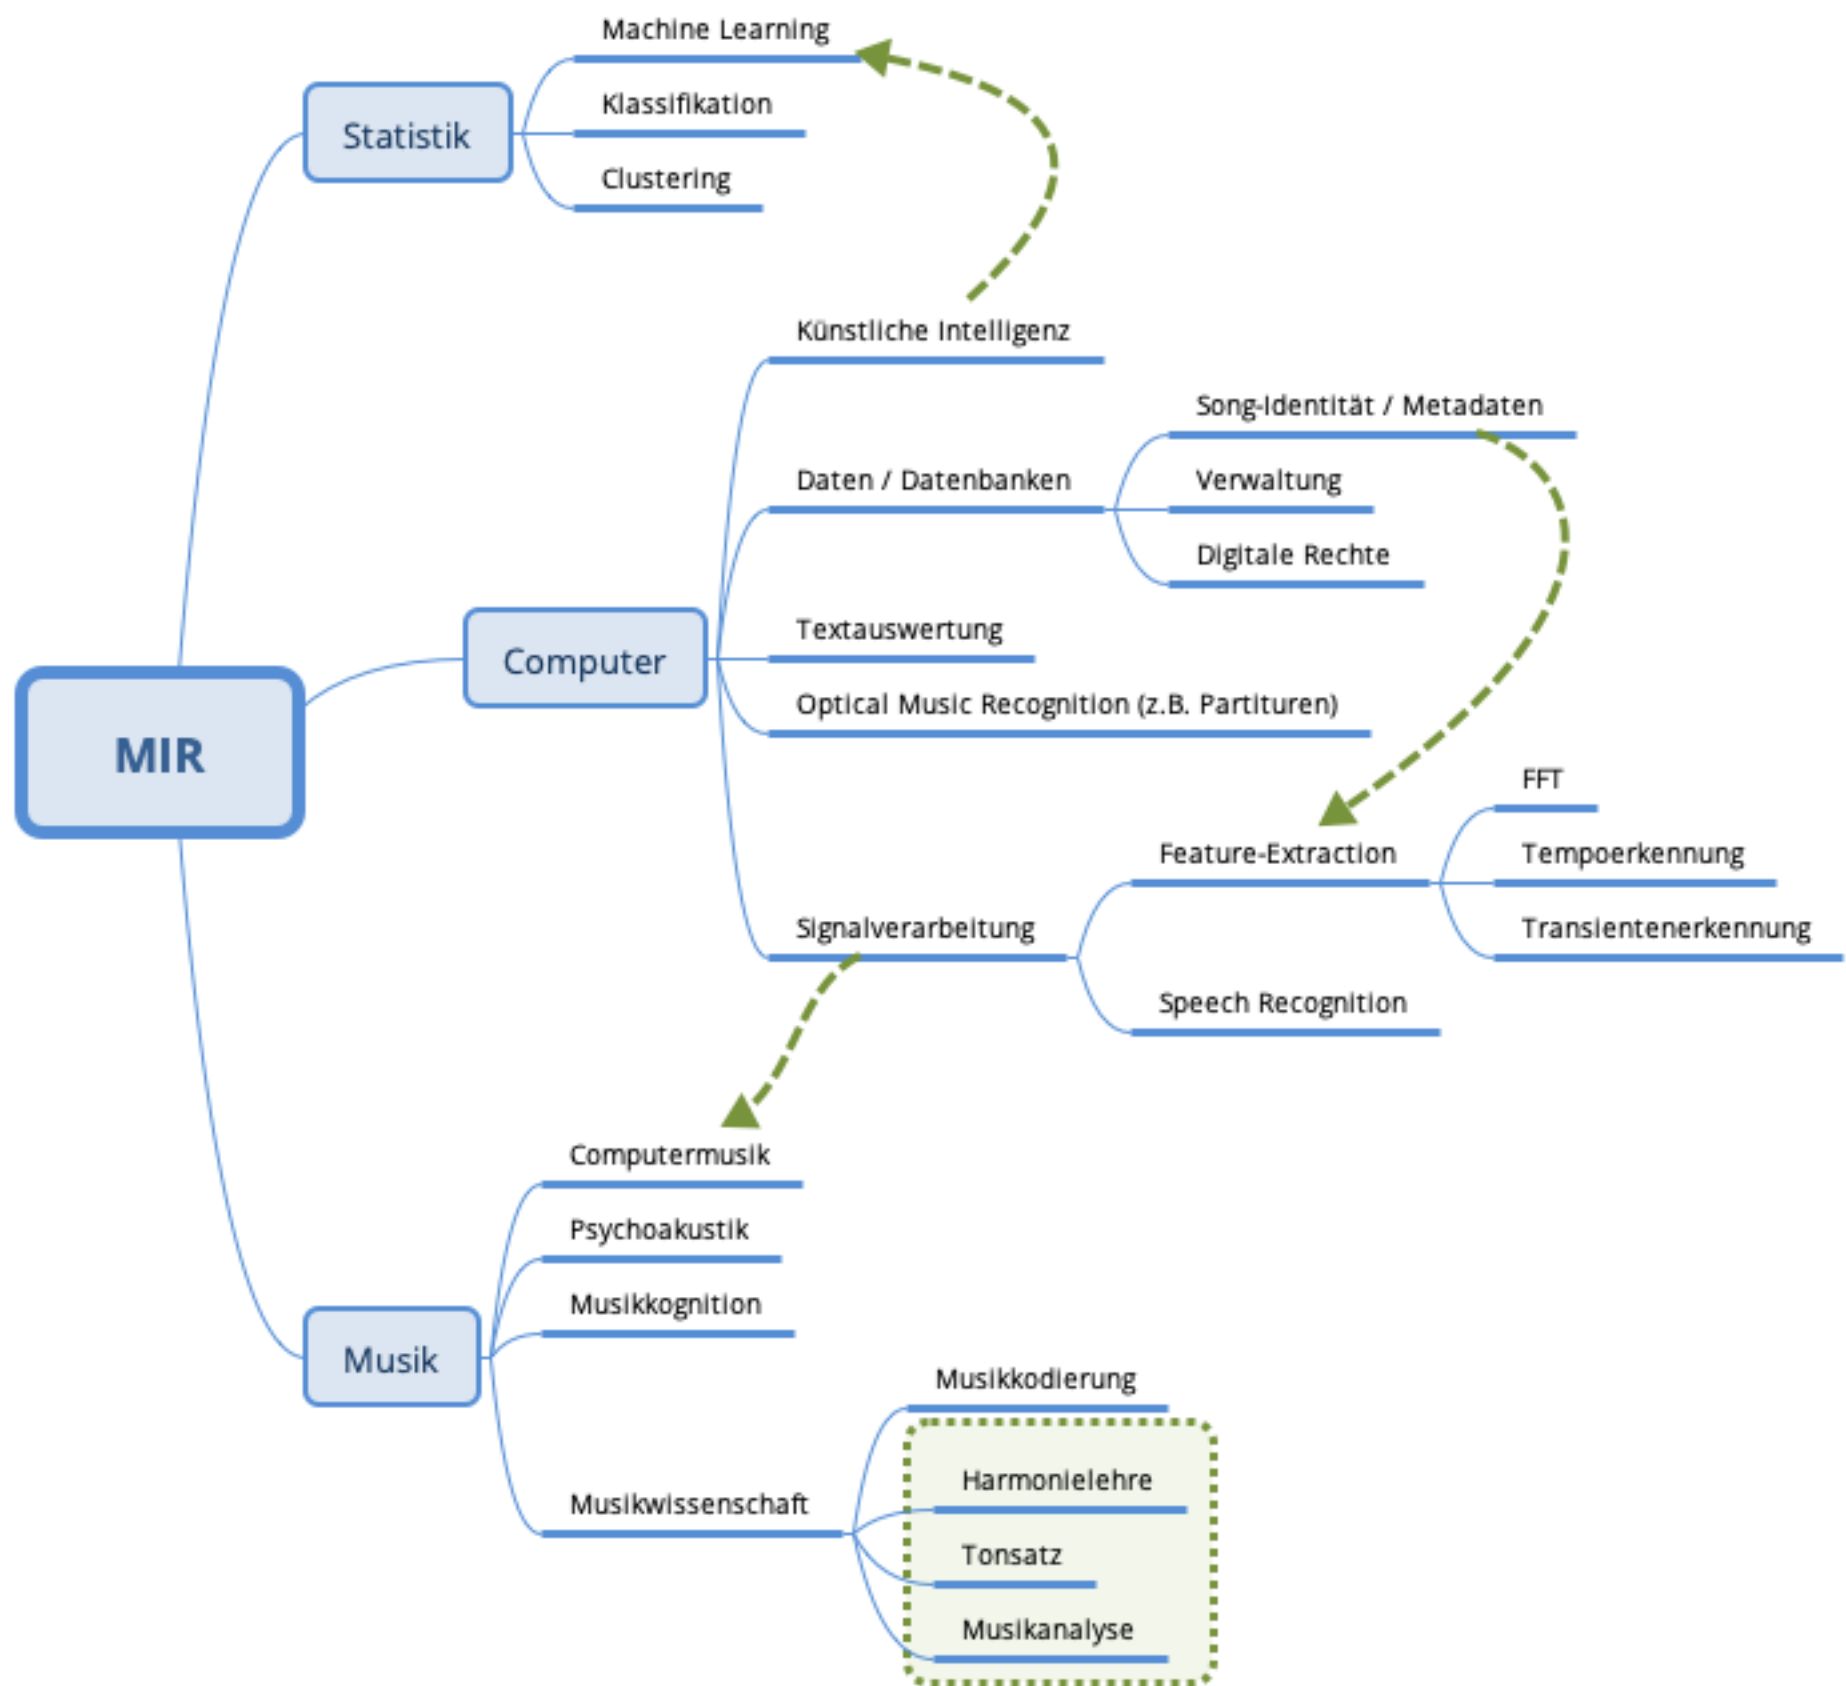 Machine Learning
Statistik
Klassifikation
Clustering
Künstliche Intelligenz
Song-Identität / Metadaten
Daten / Datenbanken
Verwaltung
Digitale Rechte
Textauswertung
Computer
Optical Music Recognition (z.B. Partituren)
MIR
FFT
Feature-Extraction
Tempoerkennung
Signalverarbeitung
Transientenerkennung
Speech Recognition
Computermusik
Psychoakustik
Musikkognition
Musik
Musikkodierung
Musikwissenschaft
Harmonielehre
Tonsatz
Musikanalyse